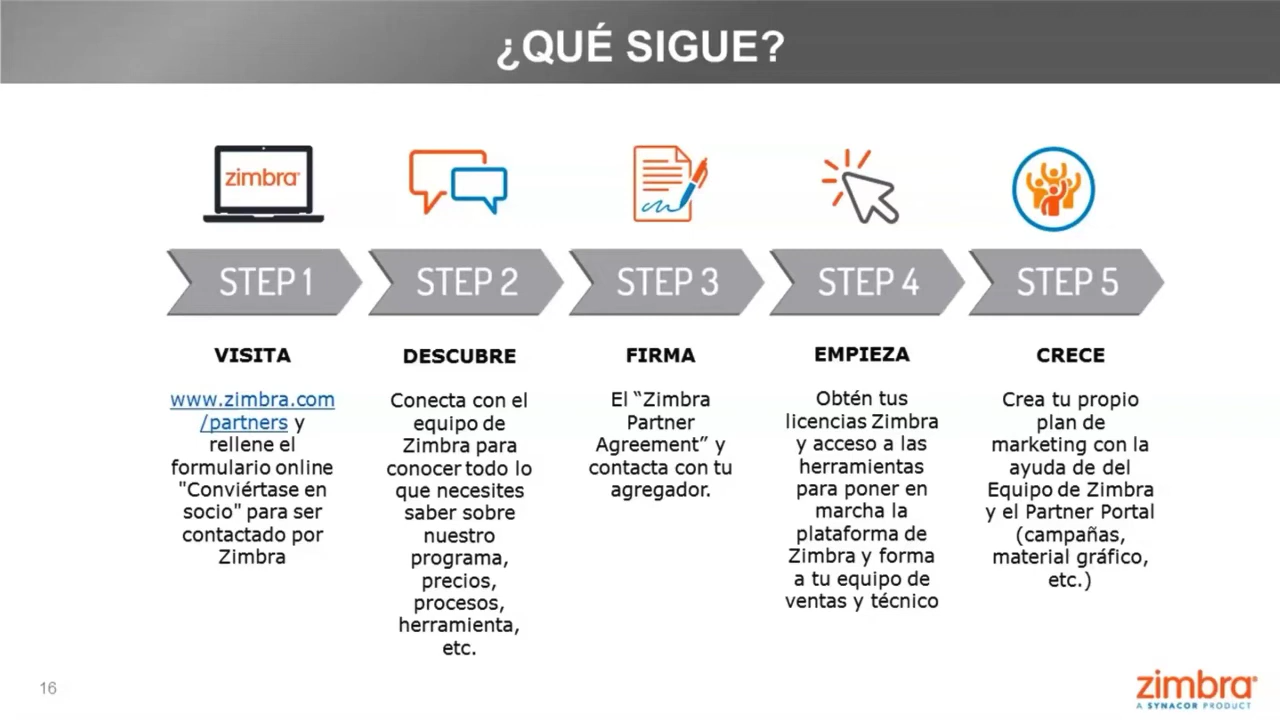 ¿QUÉ SIGUE?
zimbra
STEP 1
STEP 2
STEP 3
STEP 4
STEP 5
VISITA
www.zimbra.com
/partners y
rellene el
formulario online
"Conviértase en
socio" para ser
contactado por
Zimbra
DESCUBRE
Conecta con el
equipo de
Zimbra para
conocer todo lo
que necesites
saber sobre
nuestro
programa,
precios,
procesos,
herramienta,
etc.
FIRMA
El “Zimbra
Partner
Agreement” y
contacta con tu
agregador.
EMPIEZA
Obtén tus
licencias Zimbra
y acceso a las
herramientas
para poner en
marcha la
plataforma de
Zimbra y forma
a tu equipo de
ventas y técnico
CRECE
Crea tu propio
plan de
marketing con la
ayuda de del
Equipo de Zimbra
y el Partner Portal
(campañas,
material gráfico,
etc.)
16
zimbra®
A SYNACOR PRODUCT